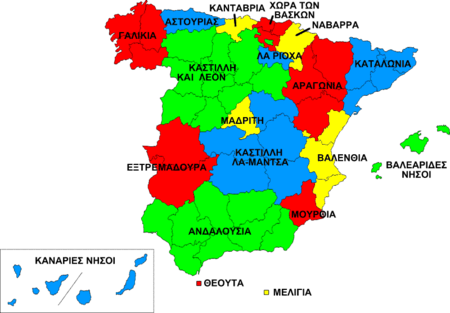 ΚΑΝΤΑΒΡΙΑ
ΧΩΡΑ ΤΩΝ
ΒΑΣΚΩΝ
ΑΣΤΟΥΡΙΑΣ
ΝΑΒΑΡΡΑ
ΓΑΛΙΚΙΑ
ΛΑ ΡΙΟΧΑ
ΚΑΤΑΛΩΝΙΑ
ΚΑΣΤΙΛΛΗ
ΚΑΙ ΛΕΟΝ
ΑΡΑΓΩΝΙΑ
ΜΑΔΡΙΤΗ
ΚΑΣΤΙΛΛΗ
ΛΑ-ΜΑΝΤΣΑ
ΒΑΛΕΝΘΙΑ
ΕΞΤΡΕΜΑΔΟΥΡΑ
ΒΑΛΕΑΡΙΔΕΣ
ΝΗΣΟΙ
ΜΟΥΡΘΙΑ
ΑΝΔΑΛΟΥΣΙΑ
ΚΑΝΑΡΙΕΣ ΝΗΣΟΙ
ΘΕΟΥΤΑ
ΜΕΛΙΓΙΑ